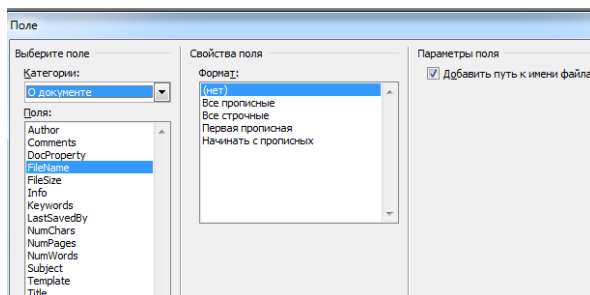 Поле
Выберите поле
Категории:
О документе
Поля:
Author
Comments
DocProperty
FileName
FileSize
Info
Keywords
LastSavedBy
NumChars
NumPages
NumWords
Subject
Template
Title
Свойства поля
Формат:
(нет)
Все прописные
Все строчные
Первая прописная
Начинать с прописных
Параметры поля
Добавить путь к имени файла